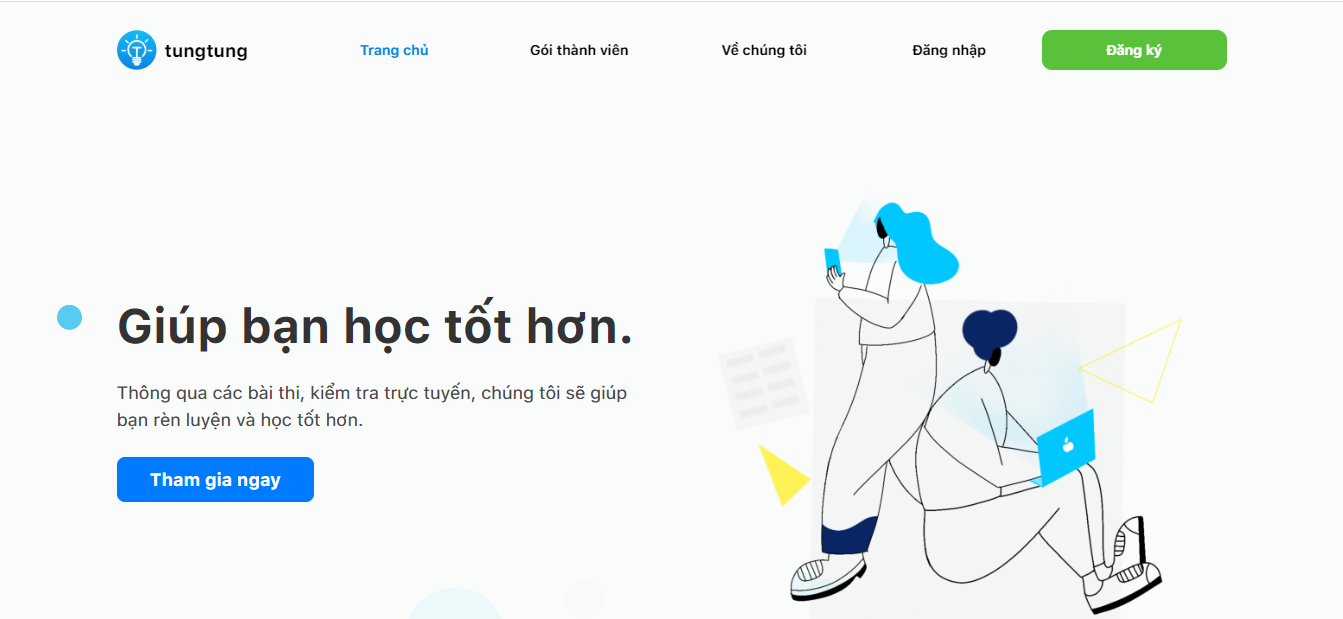 tungtung
Trang chủ
Gói thành viên
Về chúng tôi
Đăng nhập
Đăng ký
Giúp bạn học tốt hơn.
Thông qua các bài thi, kiểm tra trực tuyến, chúng tôi sẽ giúp
bạn rèn luyện và học tốt hơn.
Tham gia ngay